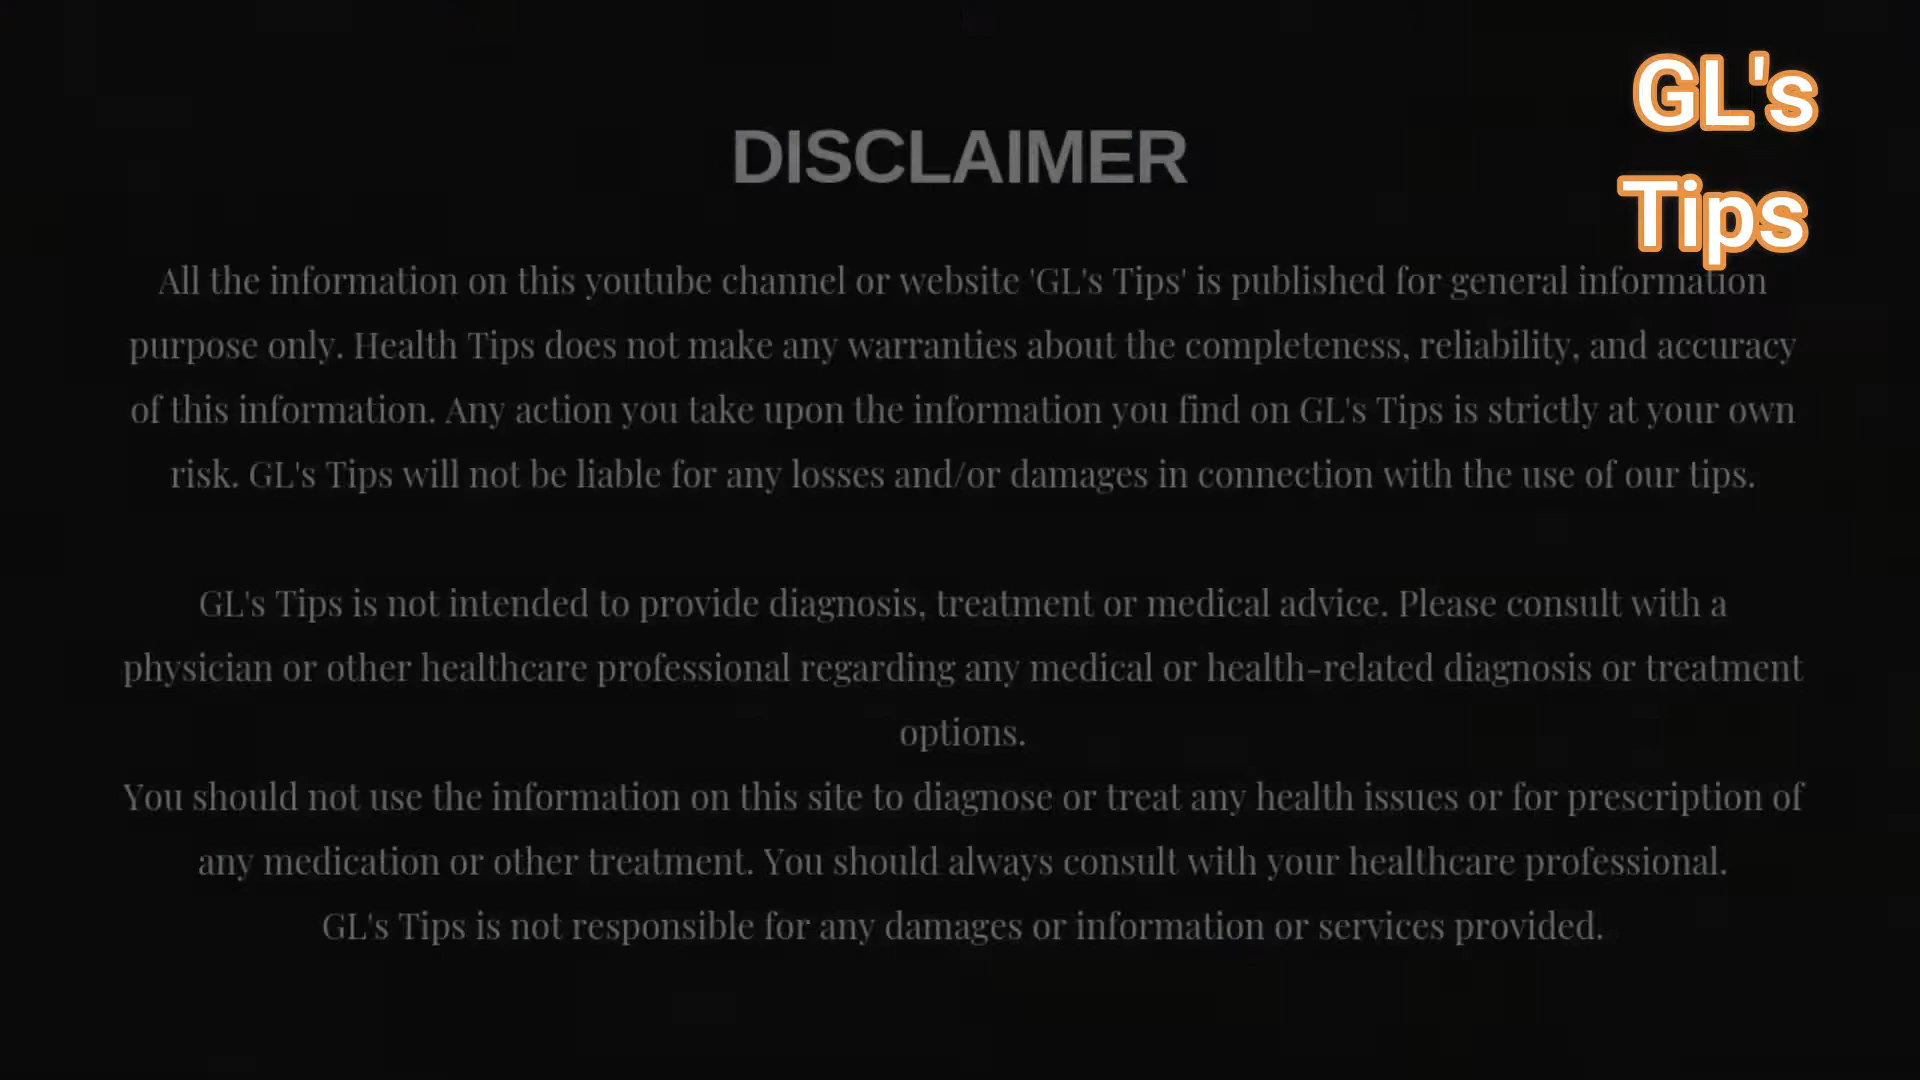 GL's
Tips
DISCLAIMER
All the information on this youtube channel or website 'GL's Tips' is published for general information
purpose only. Health Tips does not make any warranties about the completeness, reliability, and accuracy
of this information. Any action you take upon the information you find on GL's Tips is strictly at your own
risk. GL's Tips will not be liable for any losses and/or damages in connection with the use of our tips.
GL's Tips is not intended to provide diagnosis, treatment or medical advice. Please consult with a
physician or other healthcare professional regarding any medical or health-related diagnosis or treatment
options.
You should not use the information on this site to diagnose or treat any health issues or for prescription of
any medication or other treatment. You should always consult with your healthcare professional.
GL's Tips is not responsible for any damages or information or services provided.